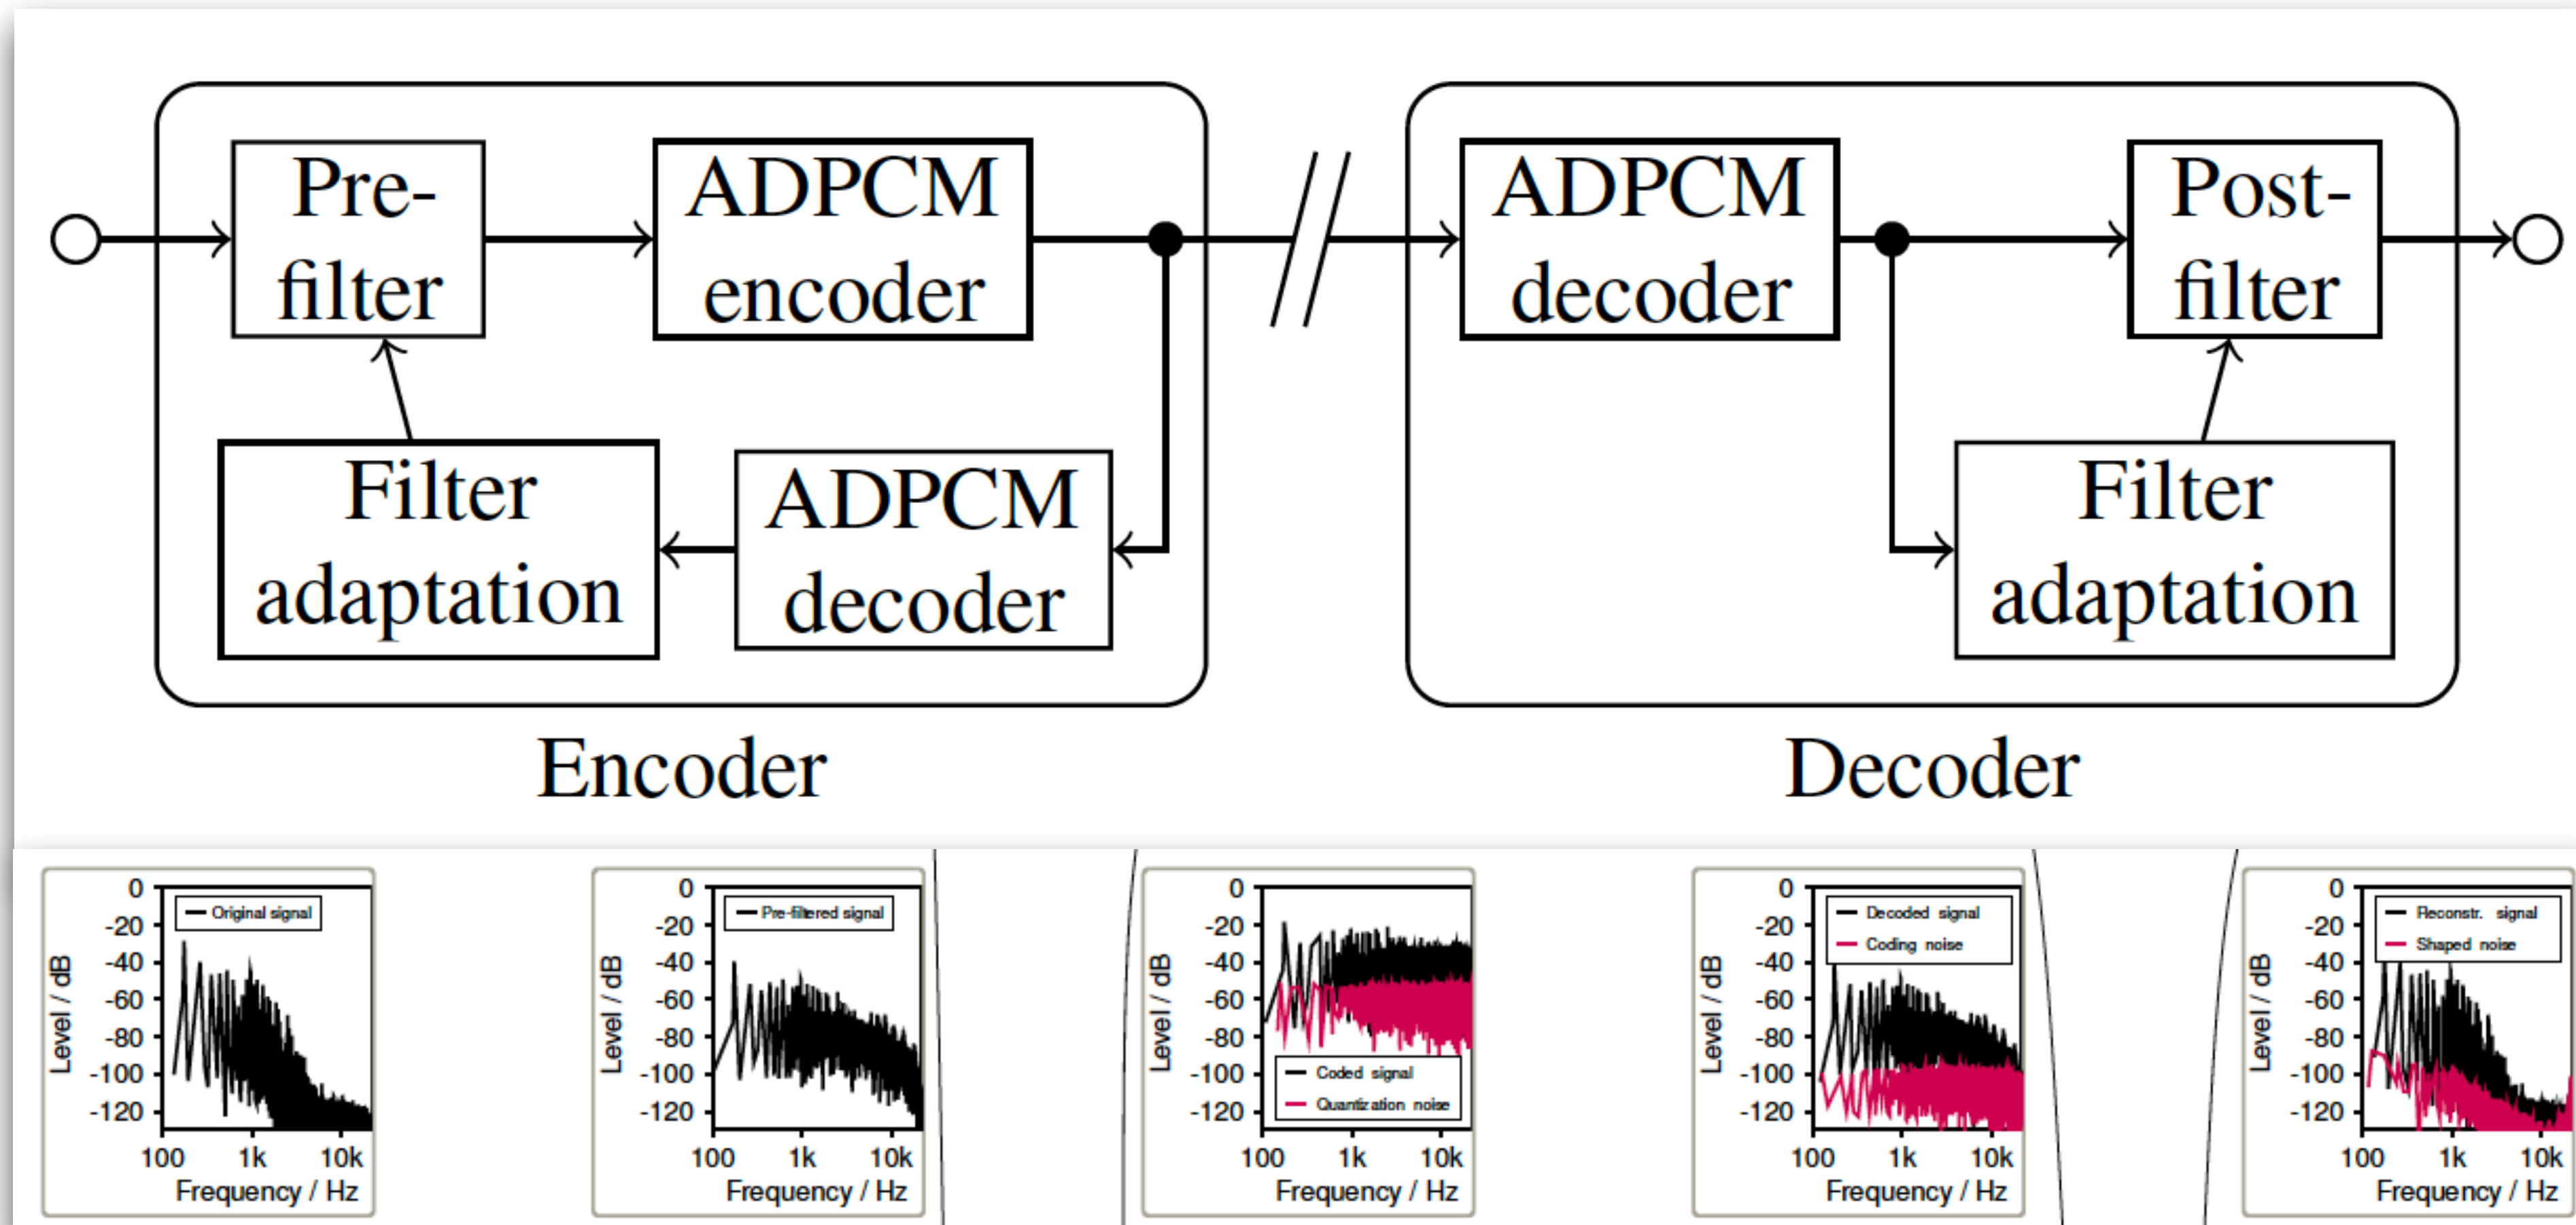 Pre-
filter
ADPCM
encoder
ADPCM
decoder
Post-
filter
Filter
adaptation
ADPCM
decoder
Filter
adaptation
Encoder
Decoder
Original signal
0
-20
-40
-60
-80
-100
-120
Level / dB
100 1k 10k
Frequency / Hz
Pre-filtered signal
0
-20
-40
-60
-80
-100
-120
Level / dB
100 1k 10k
Frequency / Hz
0
-20
-40
-60
-80
-100
-120
Level / dB
Coded signal
Quantization noise
100 1k 10k
Frequency / Hz
Decoded signal
Coding noise
0
-20
-40
-60
-80
-100
-120
Level / dB
100 1k 10k
Frequency / Hz
Reconstr. signal
Shaped noise
0
-20
-40
-60
-80
-100
-120
Level / dB
100 1k 10k
Frequency / Hz